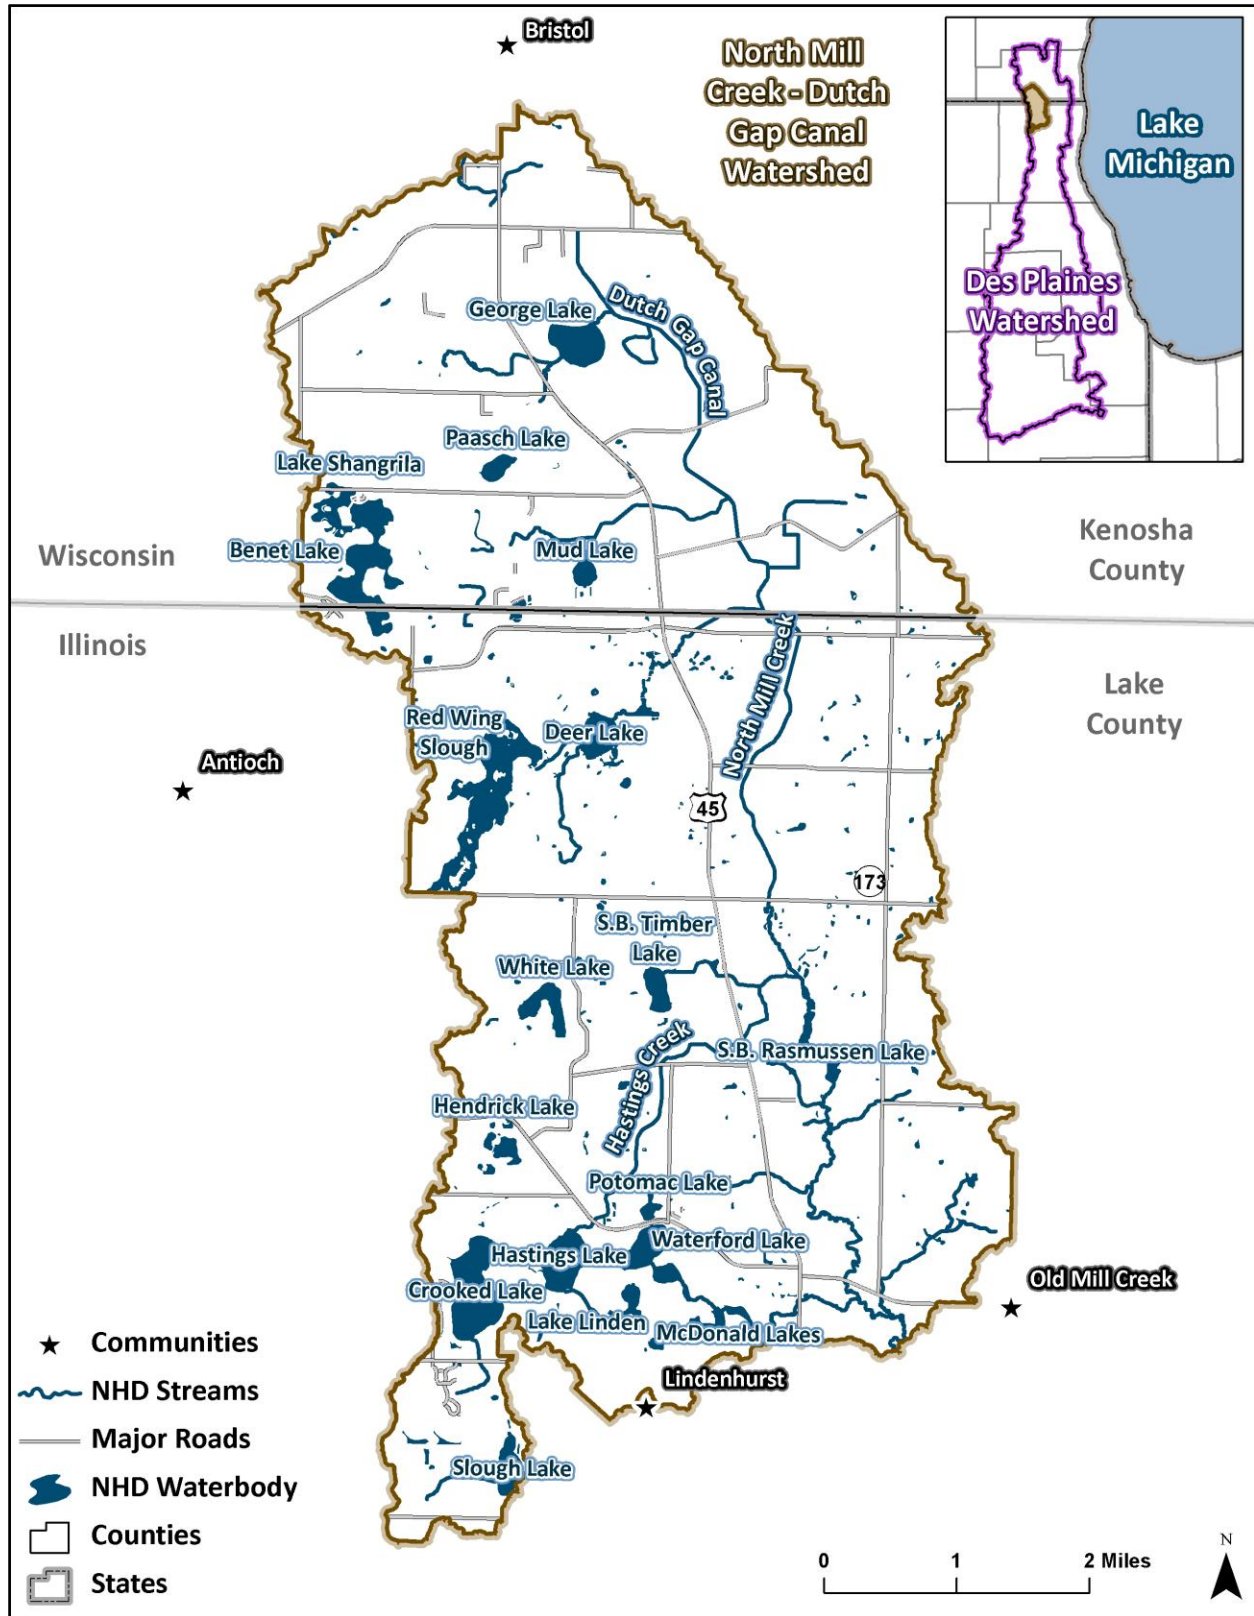 Bristol
North Mill
Creek - Dutch
Gap Canal
Watershed
Lake
Michigan
Des Plaines
Watershed
George Lake
Dutch Gap Canal
Paasch Lake
Lake Shangrila
Benet Lake
Mud Lake
Wisconsin
Kenosha
County
Illinois
Lake
County
North Mill Creek
Red Wing
Slough
Deer Lake
Antioch
45
173
S.B. Timber
Lake
White Lake
Hastings Creek
S.B. Rasmussen Lake
Hendrick Lake
Potomac Lake
Waterford Lake
Hastings Lake
Crooked Lake
Lake Linden
McDonald Lakes
Old Mill Creek
Lindenhurst
Slough Lake
Communities
NHD Streams
Major Roads
NHD Waterbody
Counties
States
0 1 2 Miles
N